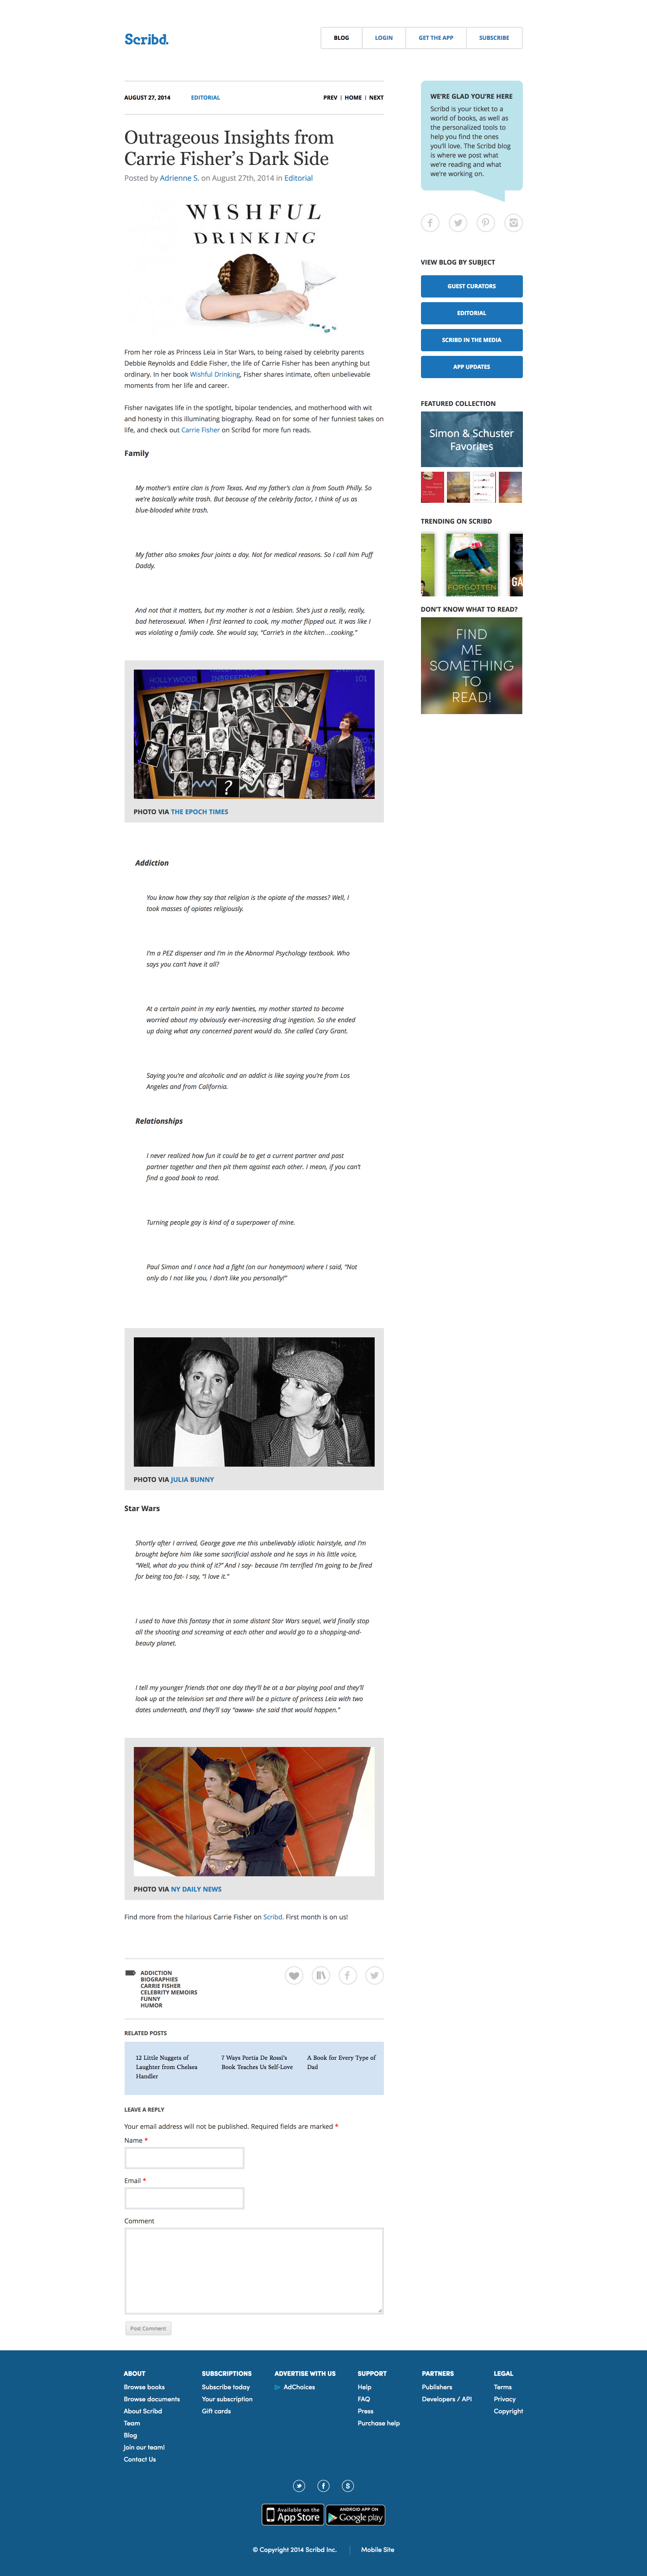 Scribd.
BLOG
LOGIN
GET THE APP
SUBSCRIBE
AUGUST 27, 2014
EDITORIAL
PREV | HOME | NEXT
Outrageous Insights from
Carrie Fisher's Dark Side
Posted by Adrienne S. on August 27th, 2014 in Editorial
WISHFUL
DRINKING
From her role as Princess Leia in Star Wars, to being raised by celebrity parents
Debbie Reynolds and Eddie Fisher, the life of Carrie Fisher has been anything but
ordinary. In her book Wishful Drinking, Fisher shares intimate, often unbelievable
moments from her life and career.
Fisher navigates life in the spotlight, bipolar tendencies, and motherhood with wit
and honesty in this illuminating biography. Read on for some of her funniest takes on
life, and check out Carrie Fisher on Scribd for more fun reads.
Family
My mother's entire clan is from Texas. And my father's clan is from South Philly. So
we're basically white trash. But because of the celebrity factor, I think of us as
blue-blooded white trash.
My father also smokes four joints a day. Not for medical reasons. So I call him Puff
Daddy.
And not that it matters, but my mother is not a lesbian. She's just a really, really,
bad heterosexual. When I first learned to cook, my mother flipped out. It was like I
was violating a family code. She would say, "Carrie's in the kitchen…cooking."
HOLLYWOOD
INBREEDING
101
?
PHOTO VIA THE EPOCH TIMES
Addiction
You know how they say that religion is the opiate of the masses? Well, I
took masses of opiates religiously.
I'm a PEZ dispenser and I'm in the Abnormal Psychology textbook. Who
says you can't have it all?
At a certain point in my early twenties, my mother started to become
worried about my obviously ever-increasing drug ingestion. So she ended
up doing what any concerned parent would do. She called Cary Grant.
Saying you're and alcoholic and an addict is like saying you're from Los
Angeles and from California.
Relationships
I never realized how fun it could be to get a current partner and past
partner together and then pit them against each other. I mean, if you can't
find a good book to read.
Turning people gay is kind of a superpower of mine.
Paul Simon and I once had a fight (on our honeymoon) where I said, "Not
only do I not like you, I don't like you personally!"
PHOTO VIA JULIA BUNNY
Star Wars
Shortly after I arrived, George gave me this unbelievably idiotic hairstyle, and I'm
brought before him like some sacrificial asshole and he says in his little voice,
"Well, what do you think of it?" And I say- because I'm terrified I'm going to be fired
for being too fat- I say, "I love it."
I used to have this fantasy that in some distant Star Wars sequel, we'd finally stop
all the shooting and screaming at each other and would go to a shopping-and-
beauty planet.
I tell my younger friends that one day they'll be at a bar playing pool and they'll
look up at the television set and there will be a picture of princess Leia with two
dates underneath, and they'll say "awww- she said that would happen."
PHOTO VIA NY DAILY NEWS
Find more from the hilarious Carrie Fisher on Scribd. First month is on us!
ADDICTION
BIOGRAPHIES
CARRIE FISHER
CELEBRITY MEMOIRS
FUNNY
HUMOR
RELATED POSTS
12 Little Nuggets of
Laughter from Chelsea
Handler
7 Ways Portia De Rossi's
Book Teaches Us Self-Love
A Book for Every Type of
Dad
LEAVE A REPLY
Your email address will not be published. Required fields are marked *
Name *
Email *
Comment
Post Comment
WE'RE GLAD YOU'RE HERE
Scribd is your ticket to a
world of books, as well as
the personalized tools to
help you find the ones
you'll love. The Scribd blog
is where we post what
we're reading and what
we're working on.
VIEW BLOG BY SUBJECT
GUEST CURATORS
EDITORIAL
SCRIBD IN THE MEDIA
APP UPDATES
FEATURED COLLECTION
Simon & Schuster
Favorites
TRENDING ON SCRIBD
FORGOTTEN
GA
DON'T KNOW WHAT TO READ?
FIND
ME
SOMETHING
TO
READ!
ABOUT
Browse books
Browse documents
About Scribd
Team
Blog
Join our team!
Contact Us
SUBSCRIPTIONS
Subscribe today
Your subscription
Gift cards
ADVERTISE WITH US
AdChoices
SUPPORT
Help
FAQ
Press
Purchase help
PARTNERS
Publishers
Developers / API
LEGAL
Terms
Privacy
Copyright
Available on the
App Store
ANDROID APP ON
Google play
© Copyright 2014 Scribd Inc.
Mobile Site